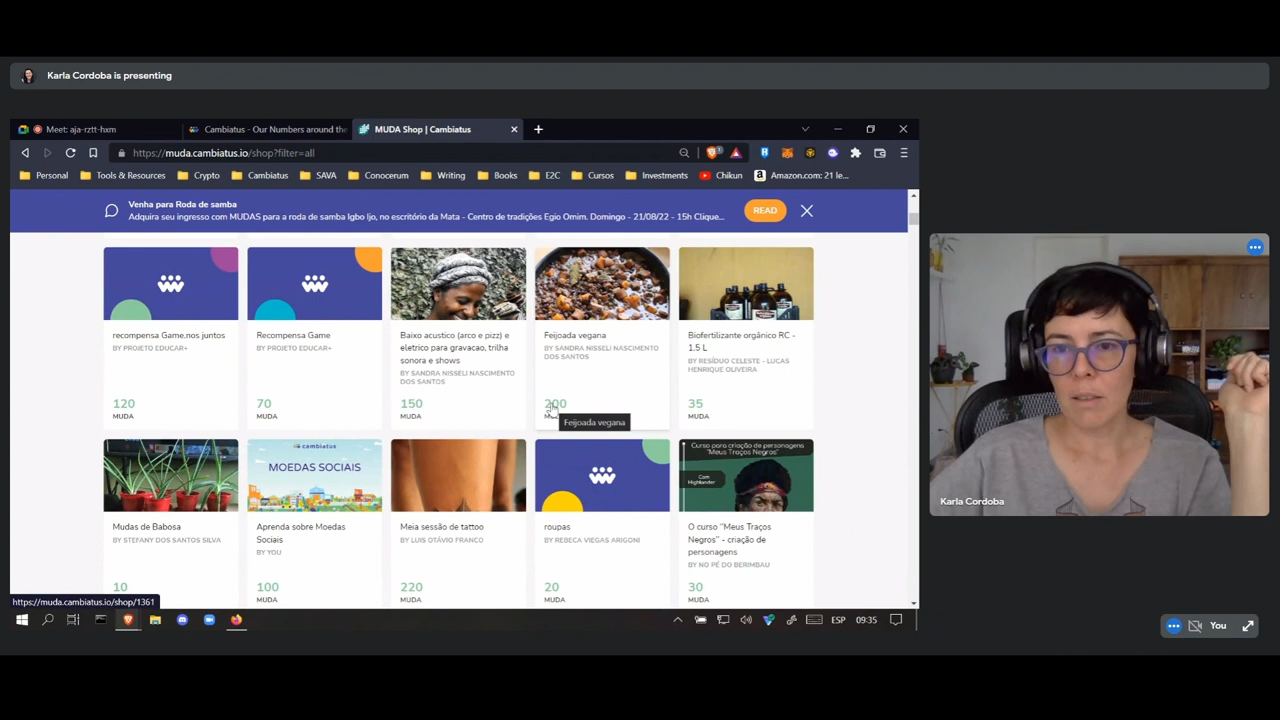 Karla Cordoba is presenting
Meet: aja-rztt-hxm
Cambiatus - Our Numbers around the
MUDA Shop | Cambiatus
https://muda.cambiatus.io/shop?filter=all
Personal
Tools & Resources
Crypto
Cambiatus
SAVA
Conocerum
Writing
Books
E2C
Cursos
Investments
Chikun
Amazon.com: 21 le...
Venha para Roda de samba
Adquira seu ingresso com MUDAS para a roda de samba Igbo Ijo, no escritório da Mata - Centro de tradições Egio Omim. Domingo - 21/08/22 - 15h Clique...
READ
recompensa Game,nos juntos
BY PROJETO EDUCAR+
120
MUDA
Recompensa Game
BY PROJETO EDUCAR+
70
MUDA
Baixo acustico (arco e pizz) e
eletrico para gravacao, trilha
sonora e shows
BY SANDRA NISSELI NASCIMENTO
DOS SANTOS
150
MUDA
Feijoada vegana
BY SANDRA NISSELI NASCIMENTO
DOS SANTOS
200
Feijoada vegana
Biofertilizante orgânico RC -
1.5 L
BY RESÍDUO CELESTE - LUCAS
HENRIQUE OLIVEIRA
35
MUDA
Mudas de Babosa
BY STEFANY DOS SANTOS SILVA
10
cambiatus
MOEDAS SOCIAIS
Aprenda sobre Moedas
Sociais
BY YOU
100
MUDA
Meia sessão de tattoo
BY LUIS OTÁVIO FRANCO
220
MUDA
roupas
BY REBECA VIEGAS ARIGONI
20
MUDA
Curso para criação de personagens
"Meus Traços Negros"
Com
Highlander
O curso "Meus Traços
Negros" - criação de
personagens
BY NO PÉ DO BERIMBAU
30
MUDA
https://muda.cambiatus.io/shop/1361
ESP
09:35
Karla Cordoba
You